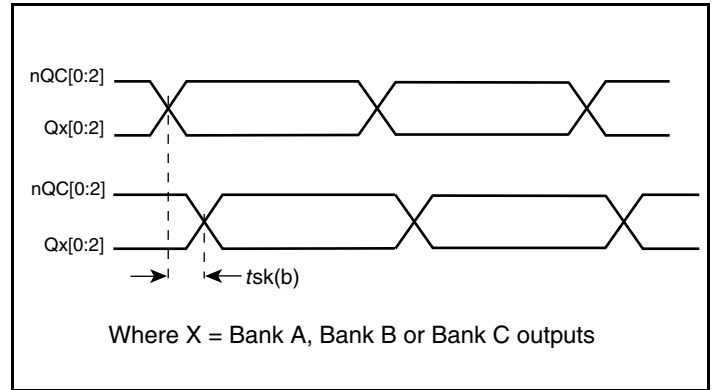 nQC[0:2]
Qx[0:2]
nQC[0:2]
Qx[0:2]
tsk(b)
Where X = Bank A, Bank B or Bank C outputs